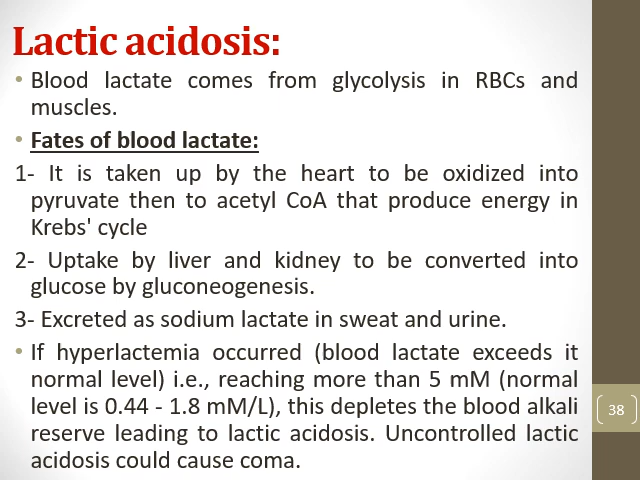 Lactic acidosis:
• Blood lactate comes from glycolysis in RBCs and
muscles.
• Fates of blood lactate:
1- It is taken up by the heart to be oxidized into
pyruvate then to acetyl CoA that produce energy in
Krebs' cycle
2- Uptake by liver and kidney to be converted into
glucose by gluconeogenesis.
3- Excreted as sodium lactate in sweat and urine.
• If hyperlactemia occurred (blood lactate exceeds it
normal level) i.e., reaching more than 5 mM (normal
level is 0.44 - 1.8 mM/L), this depletes the blood alkali
reserve leading to lactic acidosis. Uncontrolled lactic
acidosis could cause coma.
38